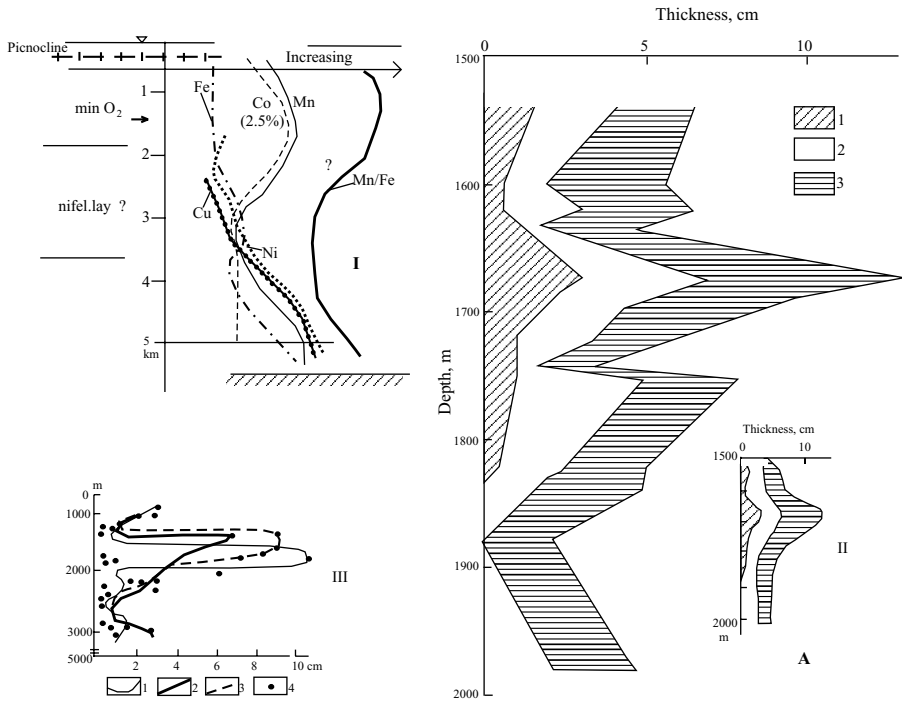 Picnocline
Increasing
1
min O2
2
nifel.lay ?
3
4
5
km
Fe
Co
(2.5%)
Mn
?
Mn/Fe
Cu
Ni
I
m
0
1000
2000
3000
5000
2 4 6 8 10 cm
III
1 2 3 4
Thickness, cm
0 5 10
1500
1600
1700
1800
1900
2000
Depth, m
1
2
3
Thickness, cm
0 10
1500
2000
m
II
A